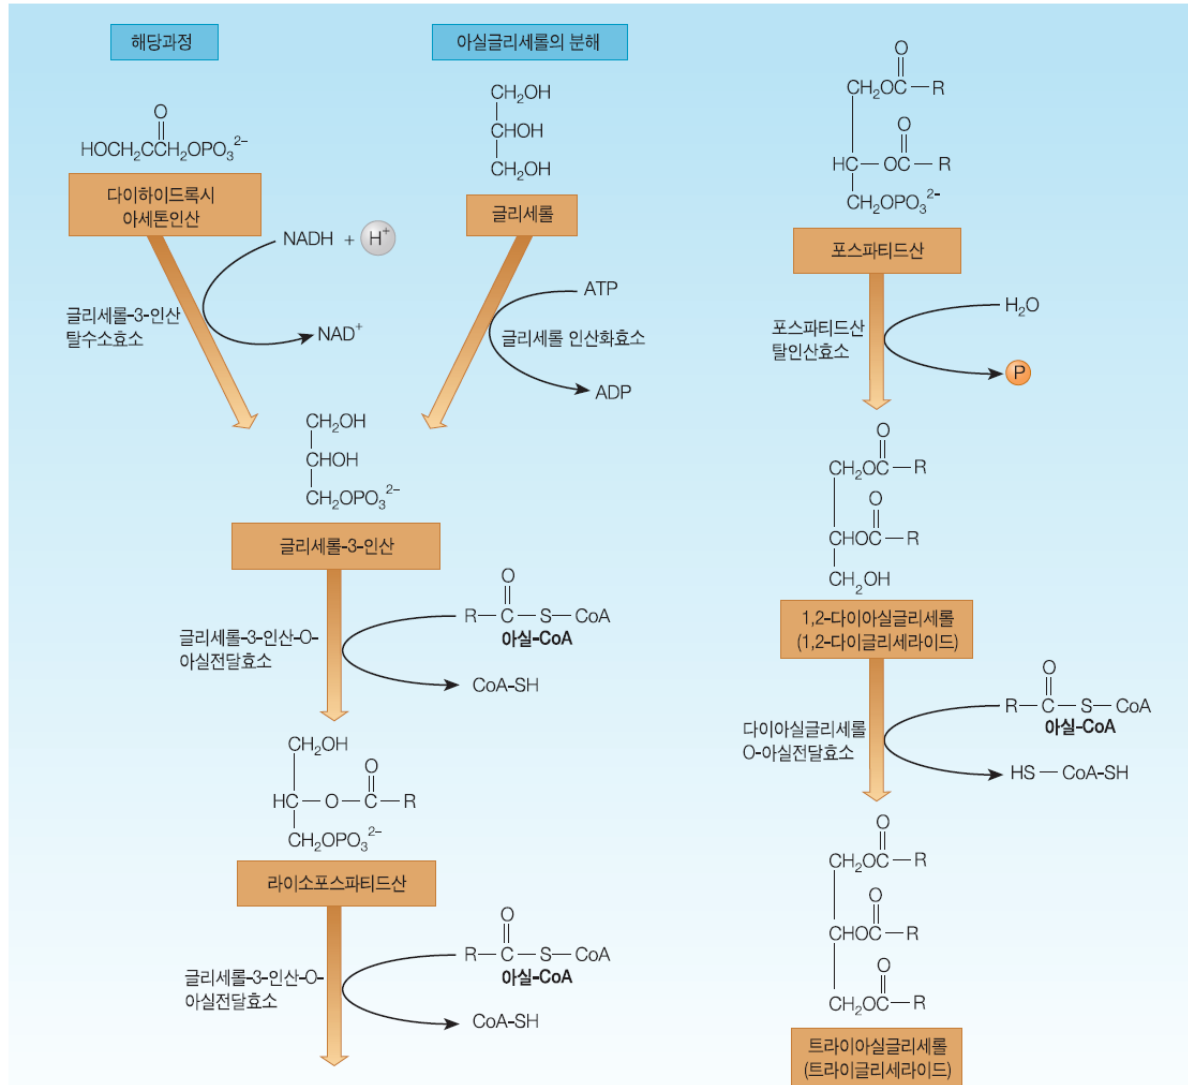 해당과정
아실글리세롤의 분해
O
HOCH₂CCH₂OPO₃²⁻
다이하이드록시
아세톤인산
CH₂OH
CHOH
CH₂OH
글리세롤
NADH + H⁺
NAD⁺
글리세롤-3-인산
탈수소효소
ATP
글리세롤 인산화효소
ADP
CH₂OH
CHOH
CH₂OPO₃²⁻
글리세롤-3-인산
O
R—C—S—CoA
아실-CoA
글리세롤-3-인산-O-
아실전달효소
CoA-SH
CH₂OH
O
HC—O—C—R
CH₂OPO₃²⁻
라이소포스파티드산
O
R—C—S—CoA
아실-CoA
글리세롤-3-인산-O-
아실전달효소
CoA-SH
O
CH₂OC—R
O
HC—OC—R
CH₂OPO₃²⁻
포스파티드산
H₂O
포스파티드산
탈인산효소
P
O
CH₂OC—R
O
CHOC—R
CH₂OH
1,2-다이아실글리세롤
(1,2-다이글리세라이드)
O
R—C—S—CoA
아실-CoA
다이아실글리세롤
O-아실전달효소
HS—CoA-SH
O
CH₂OC—R
O
CHOC—R
O
CH₂OC—R
트라이아실글리세롤
(트라이글리세라이드)